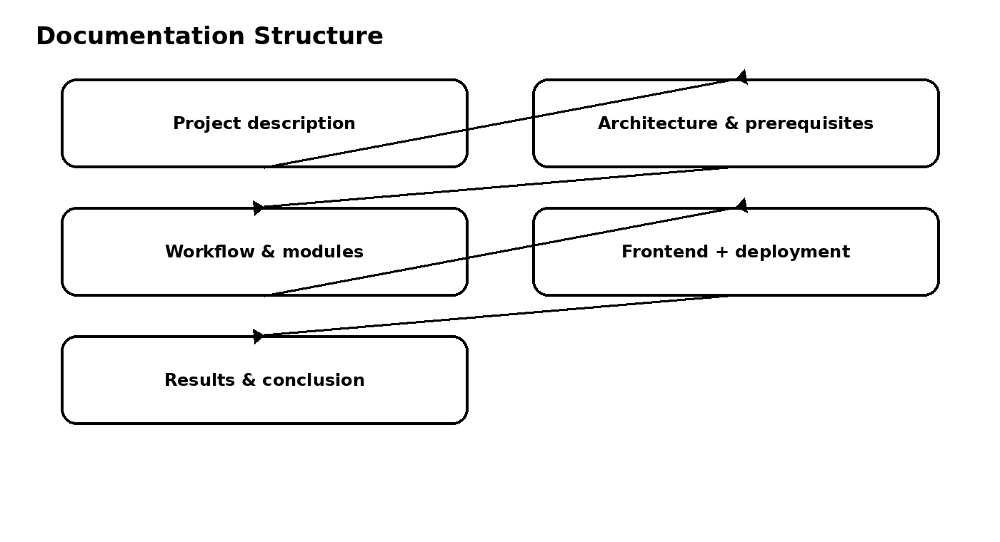 Documentation Structure
Project description
Architecture & prerequisites
Workflow & modules
Frontend + deployment
Results & conclusion